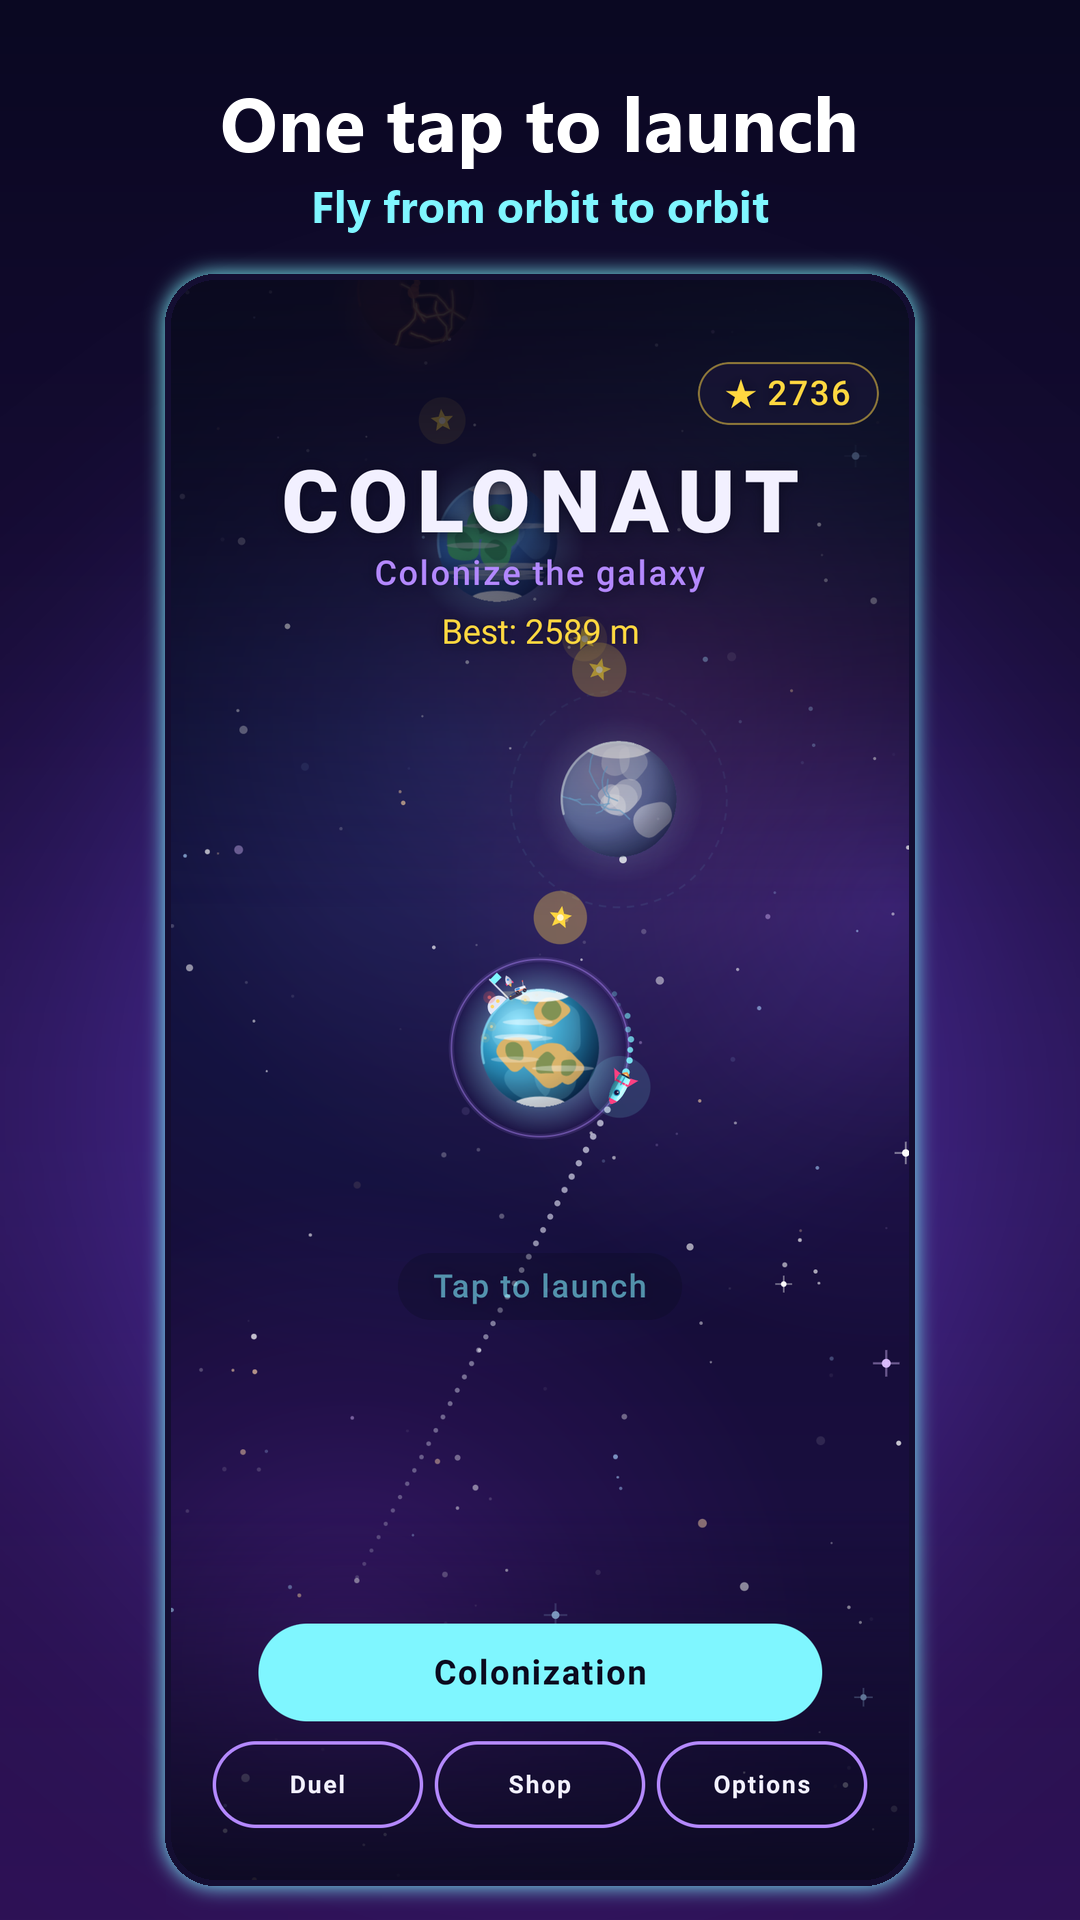 One tap to launch
Fly from orbit to orbit
★ 2736
COLONAUT
Colonize the galaxy
Best: 2589 m
Tap to launch
Colonization
Duel
Shop
Options